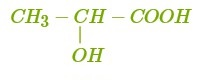 CH₃ – CH – COOH
|
OH